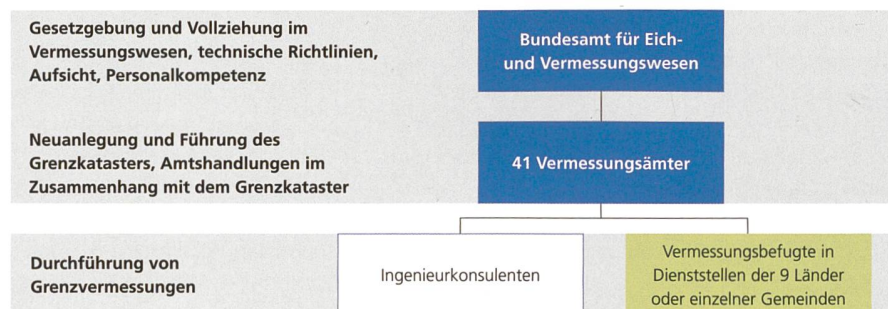 Gesetzgebung und Vollziehung im
Vermessungswesen, technische Richtlinien,
Aufsicht, Personalkompetenz
Bundesamt für Eich-
und Vermessungswesen
Neuanlegung und Führung des
Grenzkatasters, Amtshandlungen im
Zusammenhang mit dem Grenzkataster
41 Vermessungsämter
Durchführung von
Grenzvermessungen
Ingenieurkonsulenten
Vermessungsbefugte in
Dienststellen der 9 Länder
oder einzelner Gemeinden